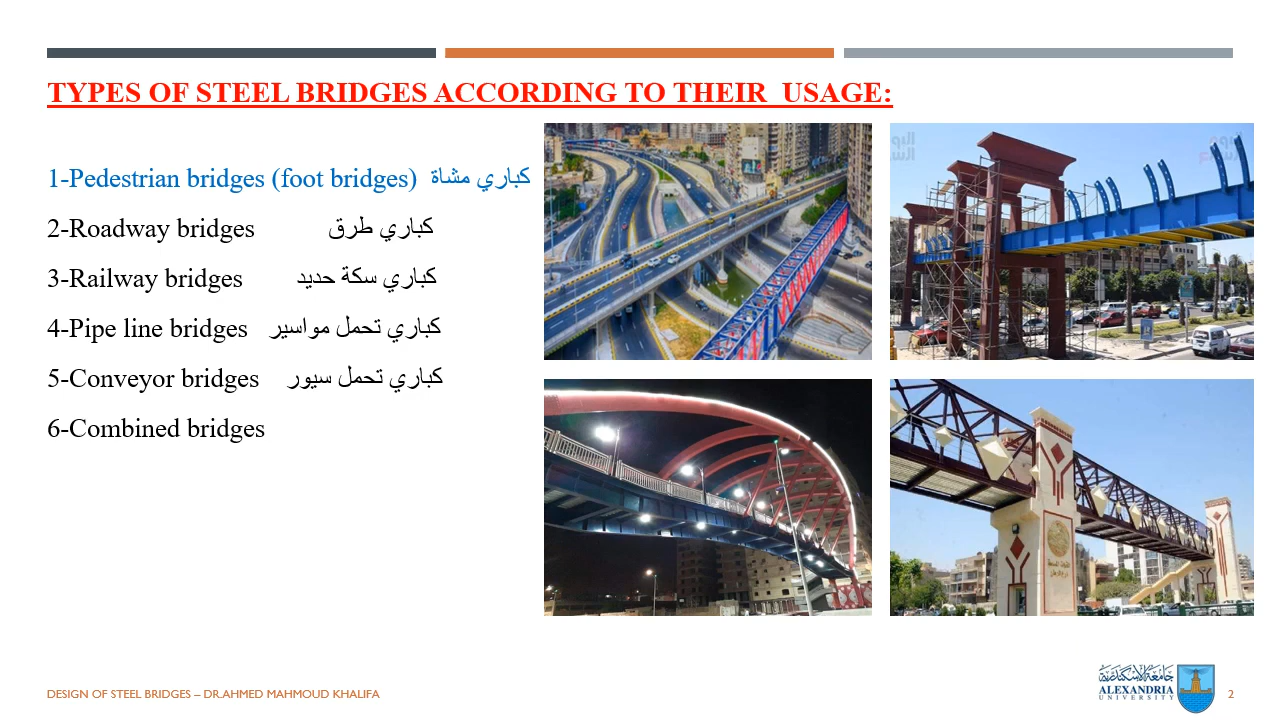 TYPES OF STEEL BRIDGES ACCORDING TO THEIR USAGE:
1-Pedestrian bridges (foot bridges) كباري مشاة
2-Roadway bridges كباري طرق
3-Railway bridges كباري سكة حديد
4-Pipe line bridges كباري تحمل مواسير
5-Conveyor bridges كباري تحمل سيور
6-Combined bridges
DESIGN OF STEEL BRIDGES – DR.AHMED MAHMOUD KHALIFA
جامعة الإسكندرية
ALEXANDRIA
UNIVERSITY
2